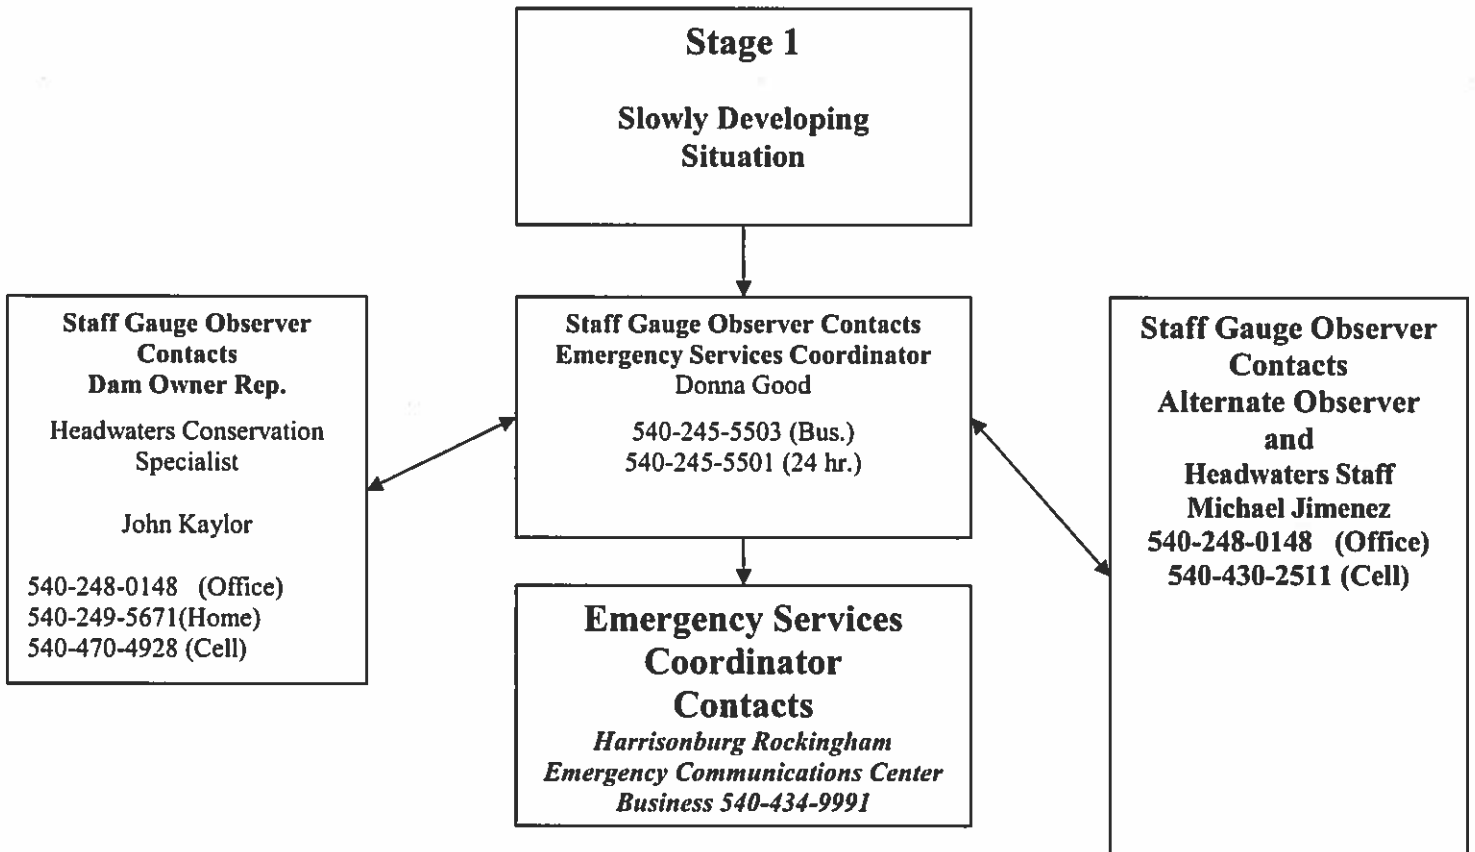 Stage 1
Slowly Developing
Situation
Staff Gauge Observer
Contacts
Dam Owner Rep.
Headwaters Conservation
Specialist
John Kaylor
540-248-0148 (Office)
540-249-5671(Home)
540-470-4928 (Cell)
Staff Gauge Observer Contacts
Emergency Services Coordinator
Donna Good
540-245-5503 (Bus.)
540-245-5501 (24 hr.)
Staff Gauge Observer
Contacts
Alternate Observer
and
Headwaters Staff
Michael Jimenez
540-248-0148 (Office)
540-430-2511 (Cell)
Emergency Services
Coordinator
Contacts
Harrisonburg Rockingham
Emergency Communications Center
Business 540-434-9991